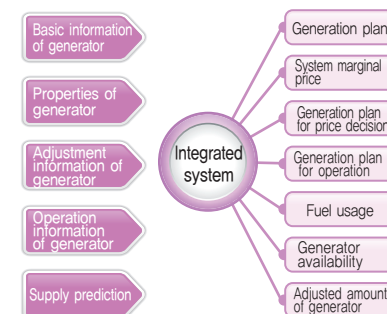 Basic information
of generator
Properties of
generator
Adjustment
information of
generator
Operation
information
of generator
Supply prediction
Integrated
system
Generation plan
System marginal
price
Generation plan
for price decision
Generation plan
for operation
Fuel usage
Generator
availability
Adjusted amount
of generator